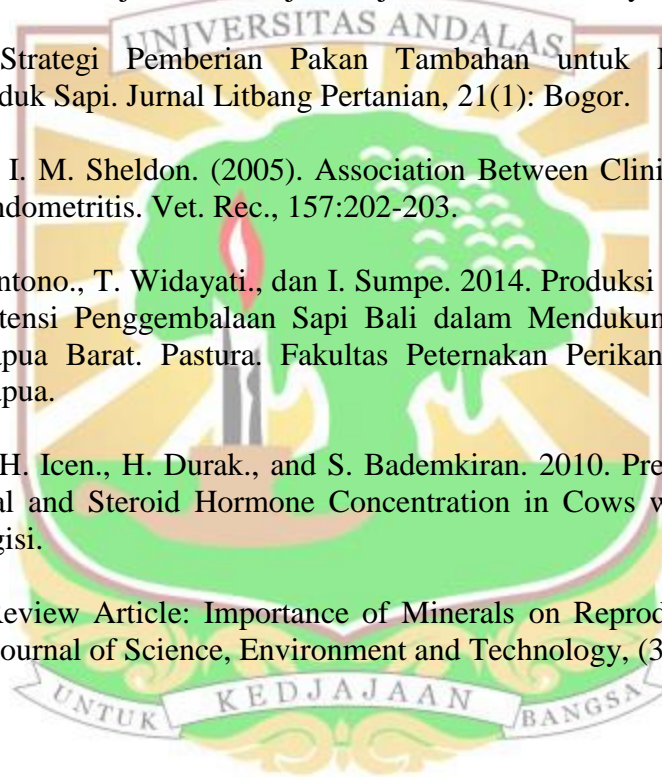 UNIVERSITAS ANDALAS
Strategi Pemberian Pakan Tambahan untuk
duk Sapi. Jurnal Litbang Pertanian, 21(1): Bogor.
I. M. Sheldon. (2005). Association Between Clini
ndometritis. Vet. Rec., 157:202-203.
ntono., T. Widayati., dan I. Sumpe. 2014. Produksi
tensi Penggembalaan Sapi Bali dalam Mendukun
pua Barat. Pastura. Fakultas Peternakan Perikan
pua.
H. Icen., H. Durak., and S. Bademkiran. 2010. Pre
al and Steroid Hormone Concentration in Cows w
gisi.
Review Article: Importance of Minerals on Reprod
ournal of Science, Environment and Technology, (3
UNTUK KEDJAJAAN BANGSA